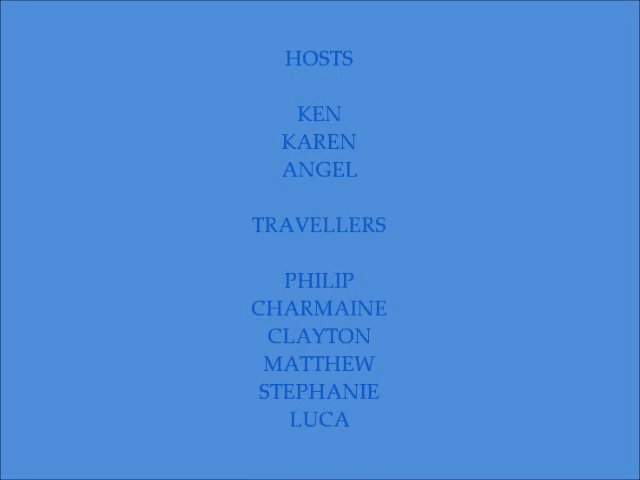 HOSTS
KEN
KAREN
ANGEL
TRAVELLERS
PHILIP
CHARMAINE
CLAYTON
MATTHEW
STEPHANIE
LUCA